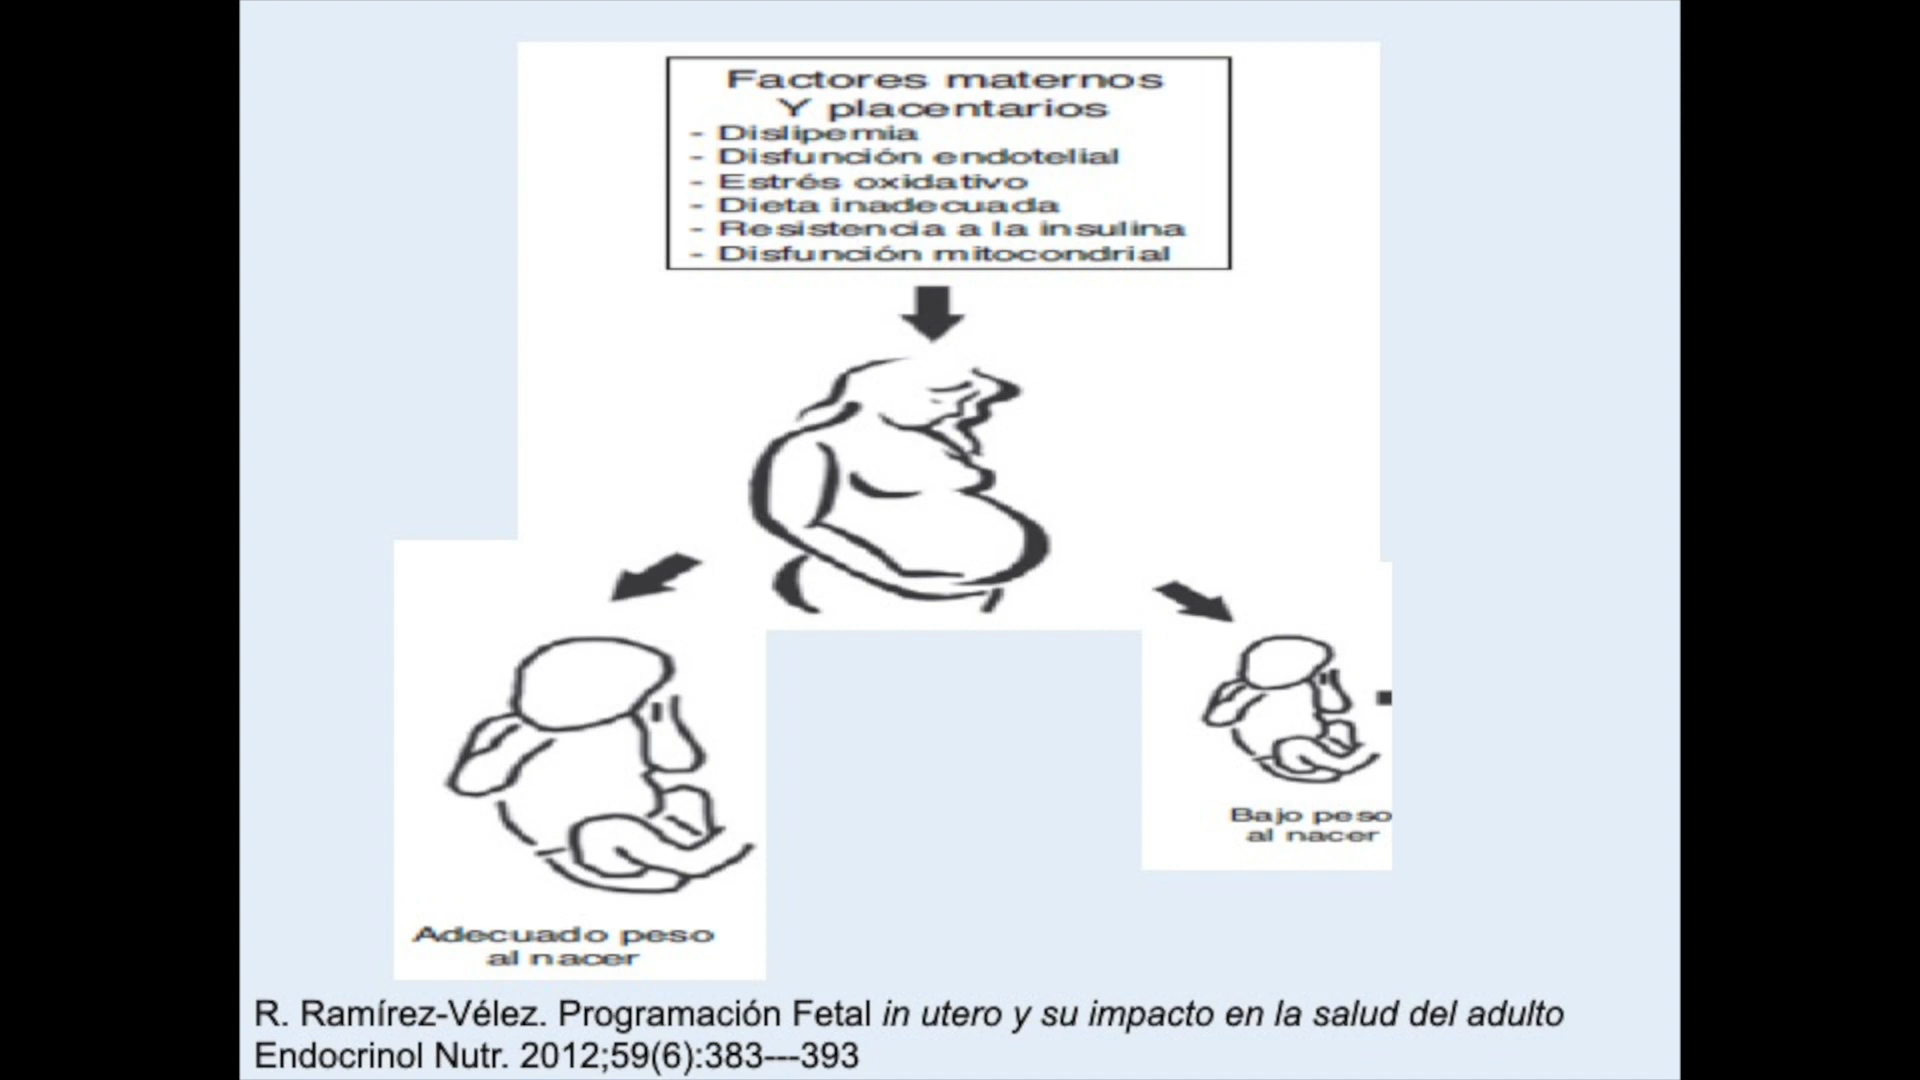 Factores maternos
Y placentarios
- Dislipemia
- Disfunción endotelial
- Estrés oxidativo
- Dieta inadecuada
- Resistencia a la insulina
- Disfunción mitocondrial
Adecuado peso
al nacer
Bajo peso
al nacer
R. Ramírez-Vélez. Programación Fetal in utero y su impacto en la salud del adulto
Endocrinol Nutr. 2012;59(6):383---393